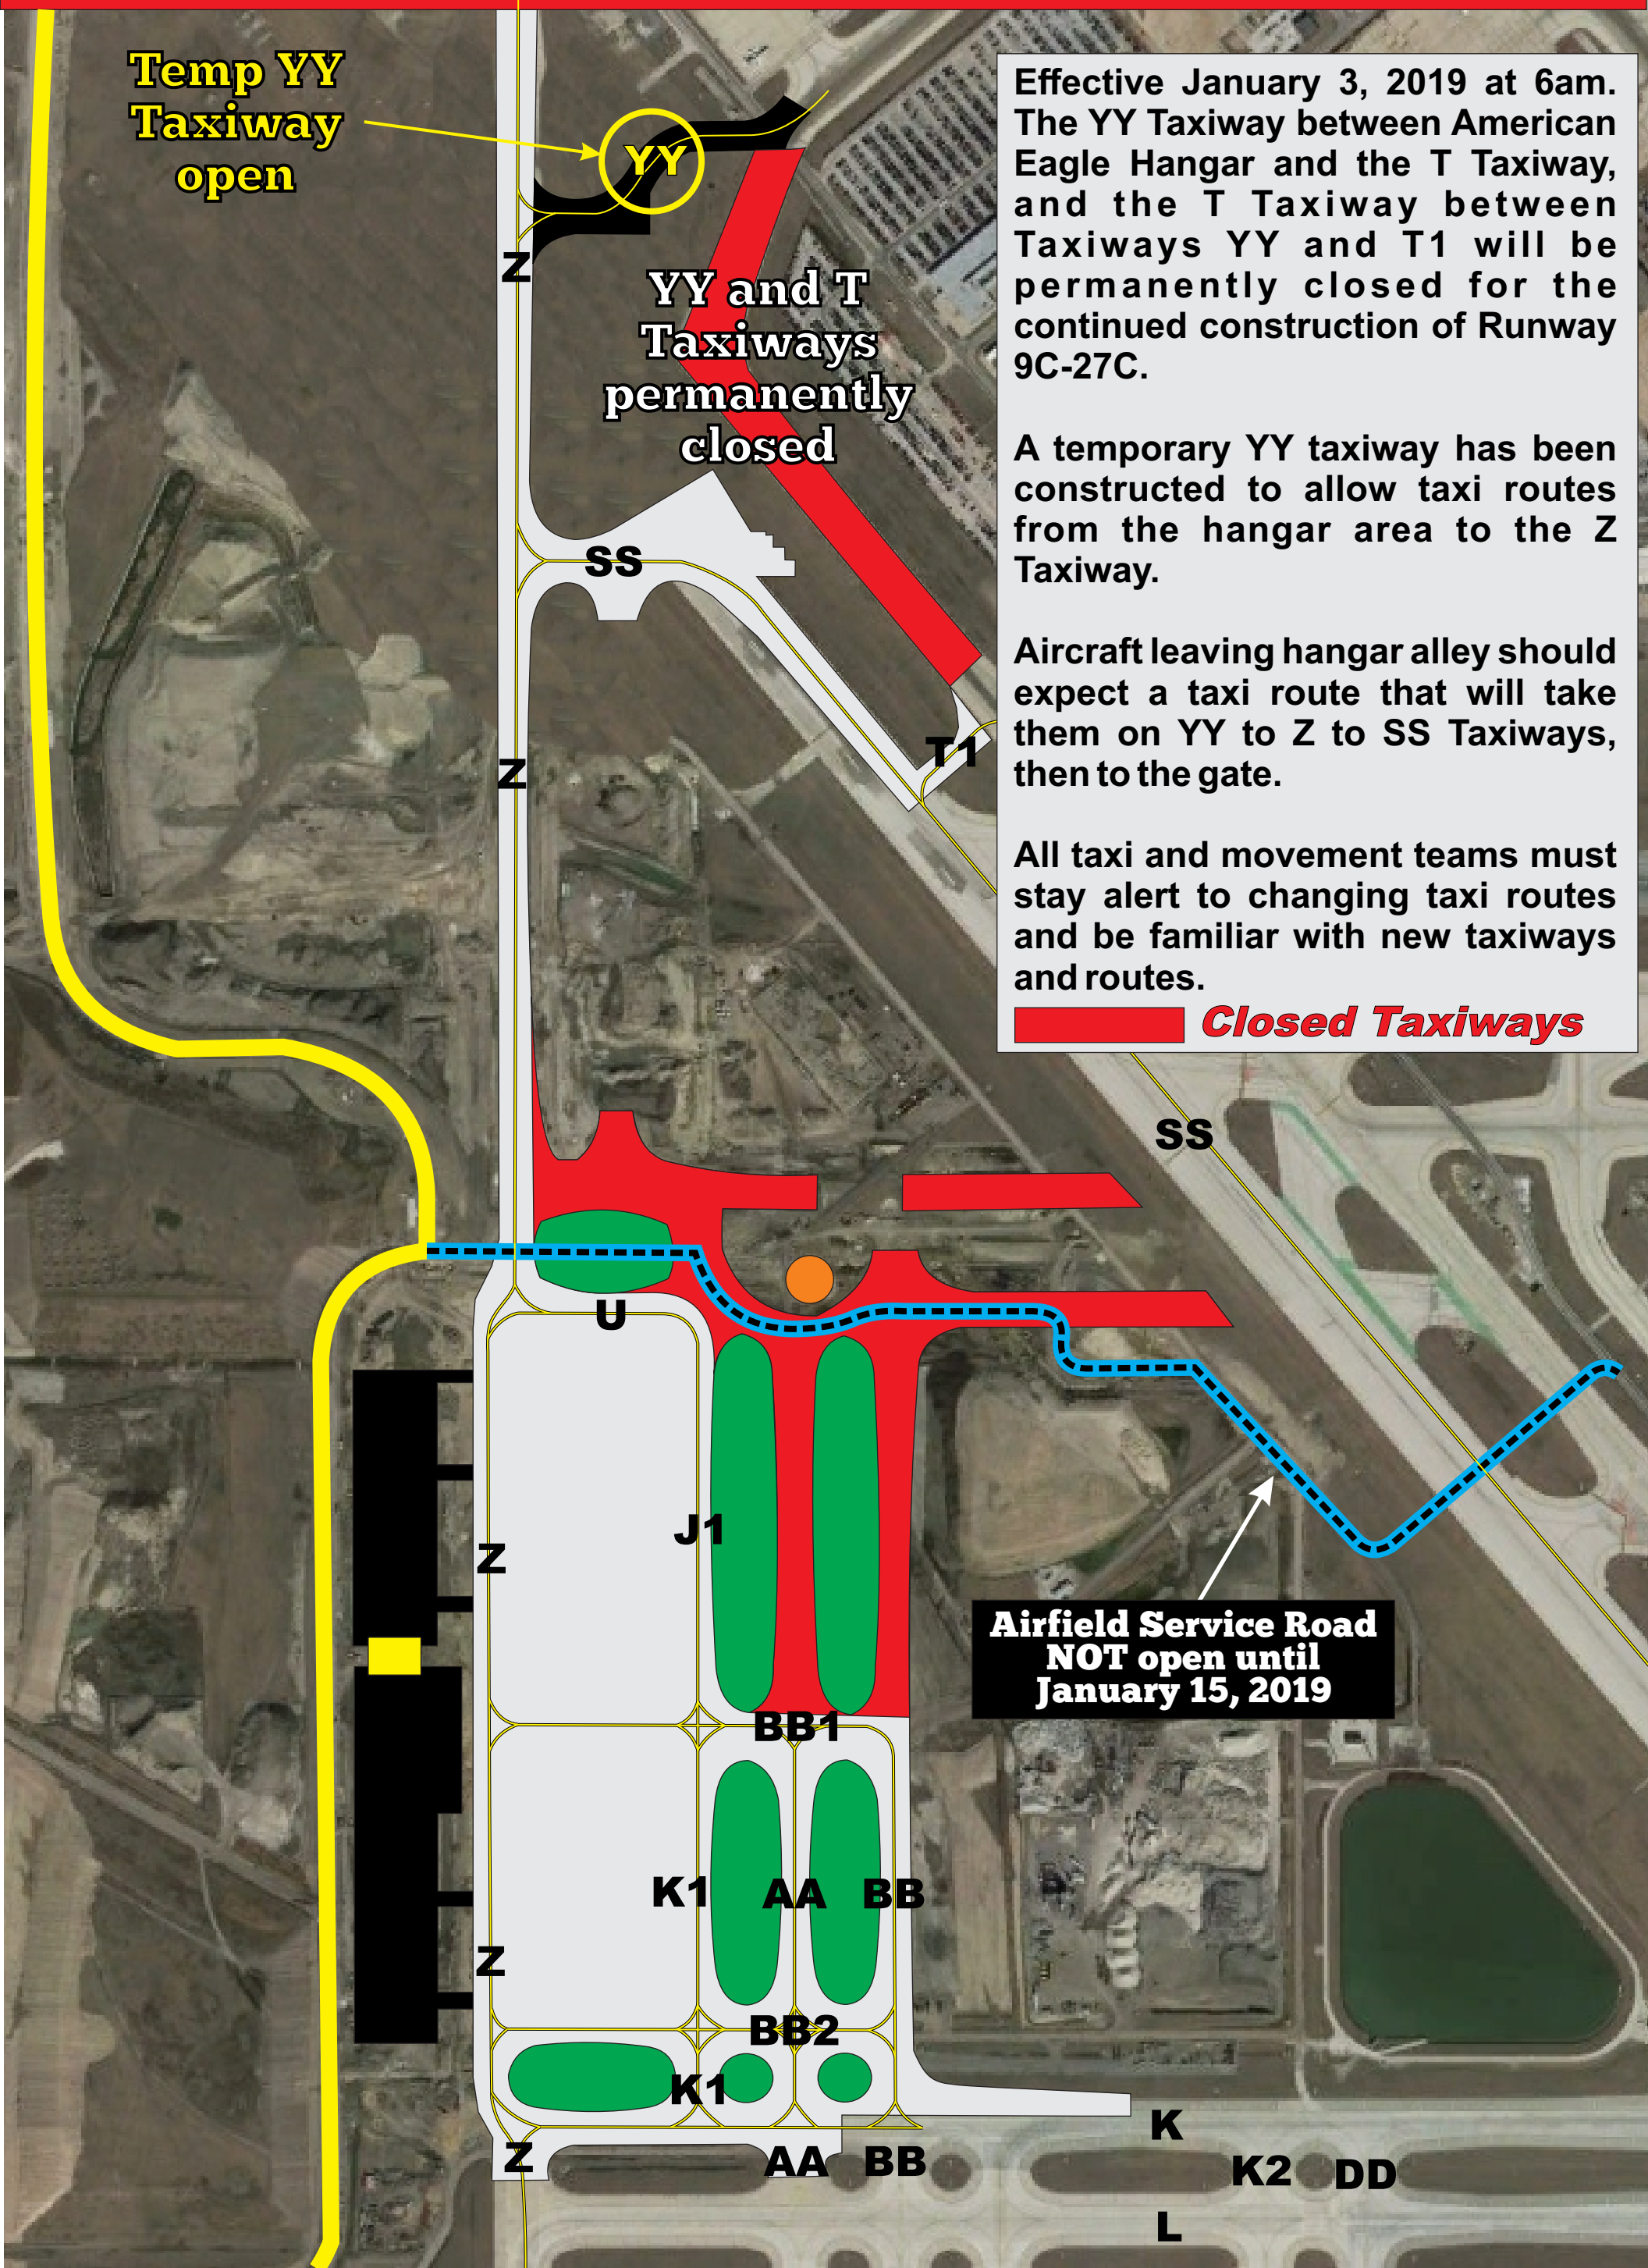 Temp YY
Taxiway
open
YY
Z
YY and T
Taxiways
permanently
closed
Effective January 3, 2019 at 6am.
The YY Taxiway between American
Eagle Hangar and the T Taxiway,
and the T Taxiway between
Taxiways YY and T1 will be
permanently closed for the
continued construction of Runway
9C-27C.
A temporary YY taxiway has been
constructed to allow taxi routes
from the hangar area to the Z
Taxiway.
Aircraft leaving hangar alley should
expect a taxi route that will take
them on YY to Z to SS Taxiways,
then to the gate.
All taxi and movement teams must
stay alert to changing taxi routes
and be familiar with new taxiways
and routes.
Closed Taxiways
SS
T1
Z
SS
U
J1
Z
Airfield Service Road
NOT open until
January 15, 2019
BB1
K1
AA
BB
Z
BB2
K1
Z
AA
BB
K
K2
DD
L